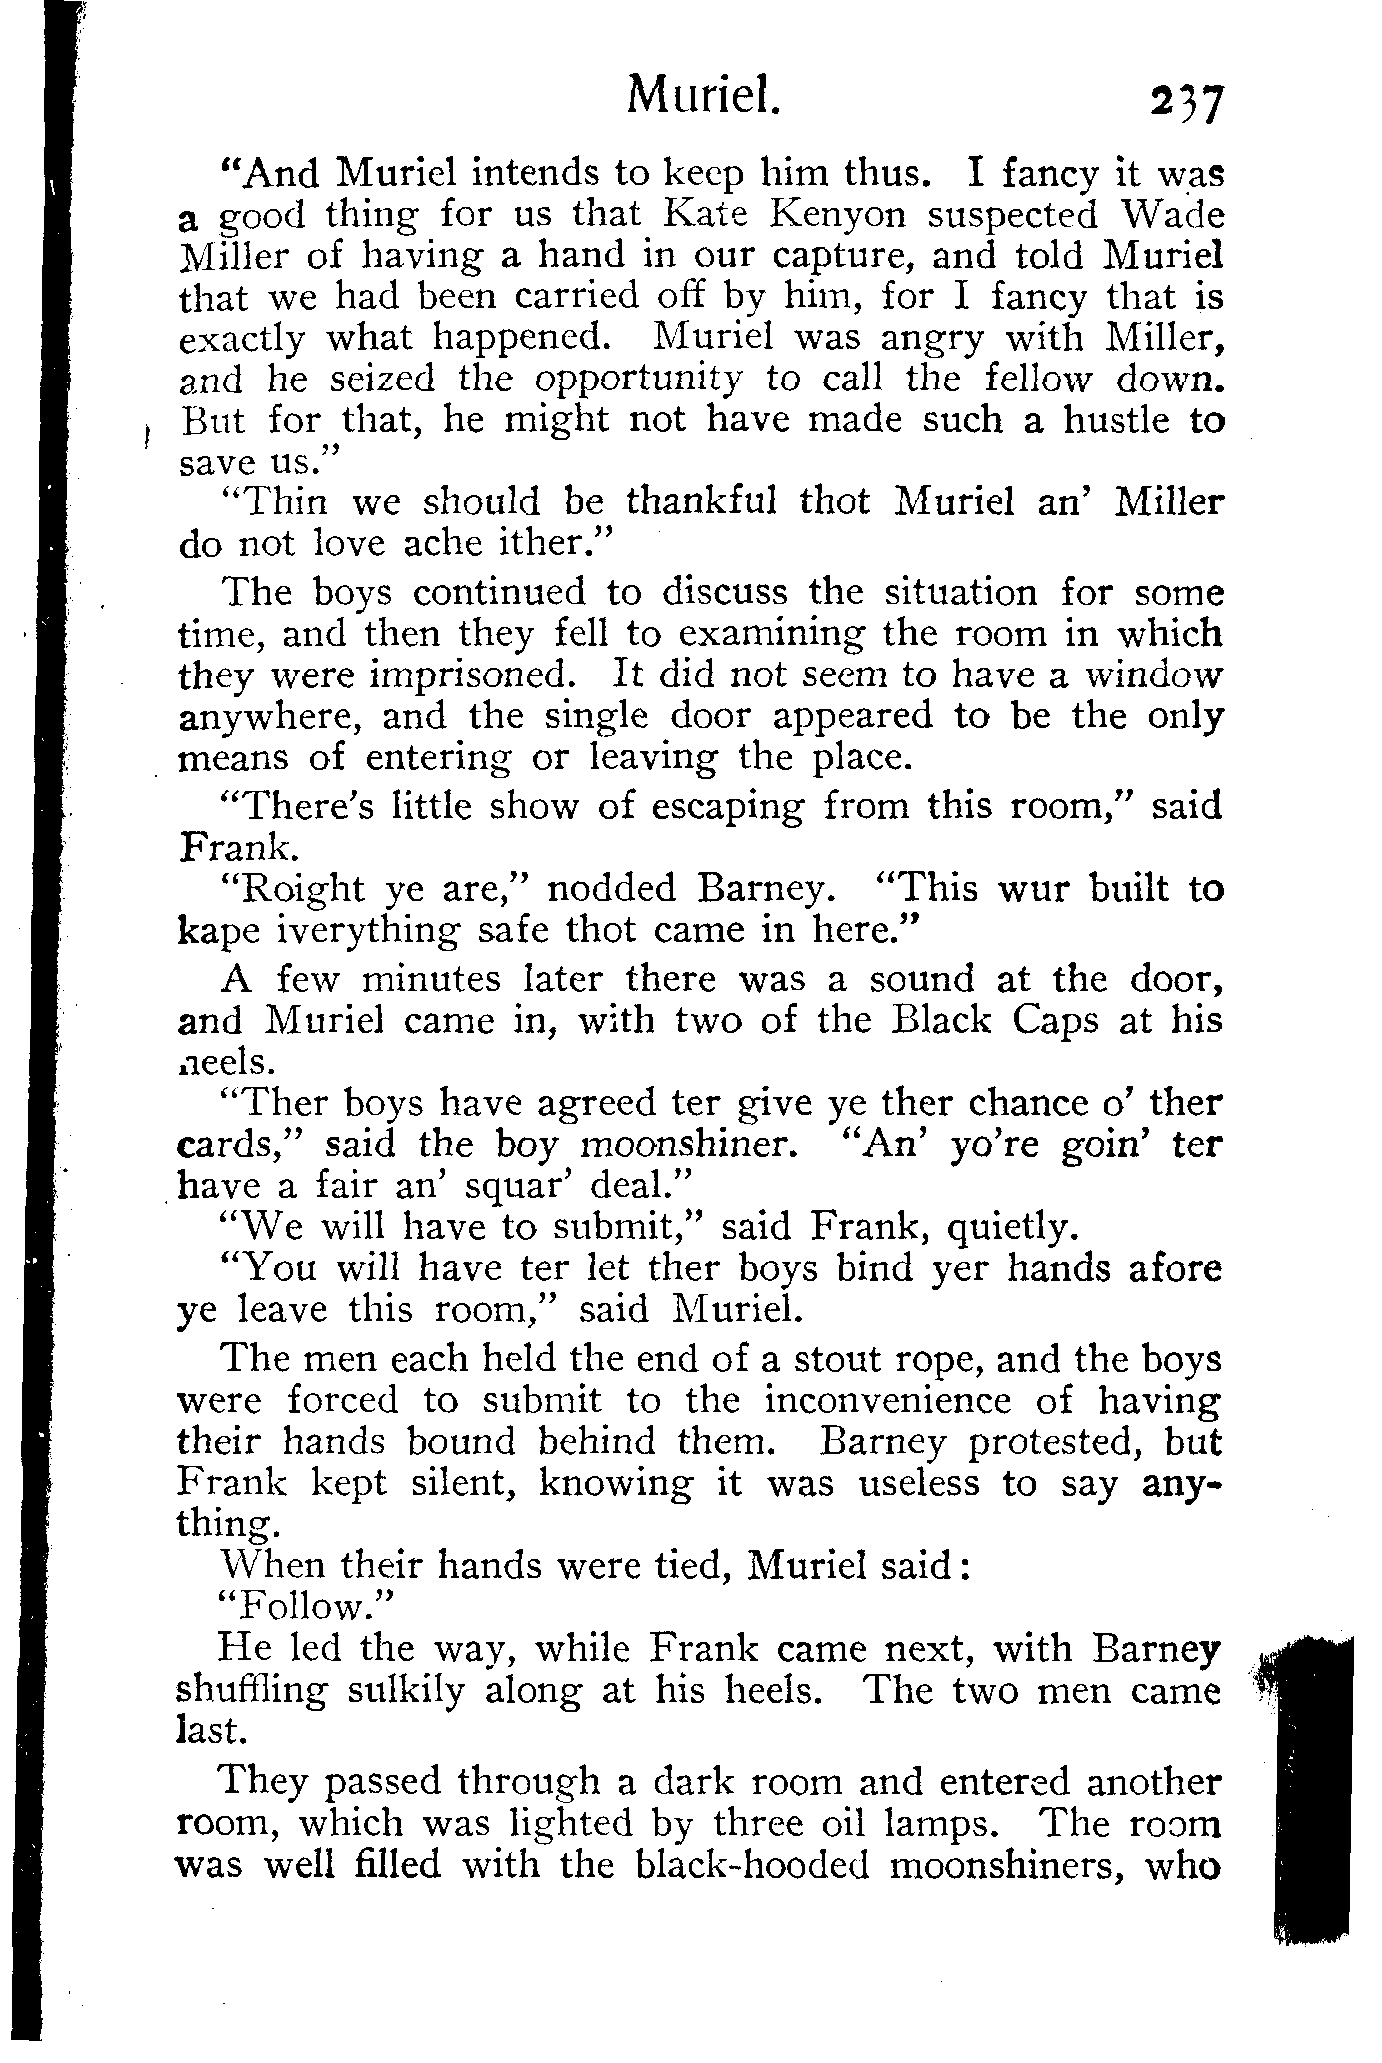 Muriel. 237
“And Muriel intends to keep him thus. I fancy it was
a good thing for us that Kate Kenyon suspected Wade
Miller of having a hand in our capture, and told Muriel
that we had been carried off by him, for I fancy that is
exactly what happened. Muriel was angry with Miller,
and he seized the opportunity to call the fellow down.
But for that, he might not have made such a hustle to
save us.”
“Thin we should be thankful thot Muriel an’ Miller
do not love ache ither.”
The boys continued to discuss the situation for some
time, and then they fell to examining the room in which
they were imprisoned. It did not seem to have a window
anywhere, and the single door appeared to be the only
means of entering or leaving the place.
“There’s little show of escaping from this room,” said
Frank.
“Roight ye are,” nodded Barney. “This wur built to
kape iverything safe thot came in here.”
A few minutes later there was a sound at the door,
and Muriel came in, with two of the Black Caps at his
heels.
“Ther boys have agreed ter give ye ther chance o’ ther
cards,” said the boy moonshiner. “An’ yo’re goin’ ter
have a fair an’ squar’ deal.”
“We will have to submit,” said Frank, quietly.
“You will have ter let ther boys bind yer hands afore
ye leave this room,” said Muriel.
The men each held the end of a stout rope, and the boys
were forced to submit to the inconvenience of having
their hands bound behind them. Barney protested, but
Frank kept silent, knowing it was useless to say any-
thing.
When their hands were tied, Muriel said:
“Follow.”
He led the way, while Frank came next, with Barney
shuffling sulkily along at his heels. The two men came
last.
They passed through a dark room and entered another
room, which was lighted by three oil lamps. The room
was well filled with the black-hooded moonshiners, who